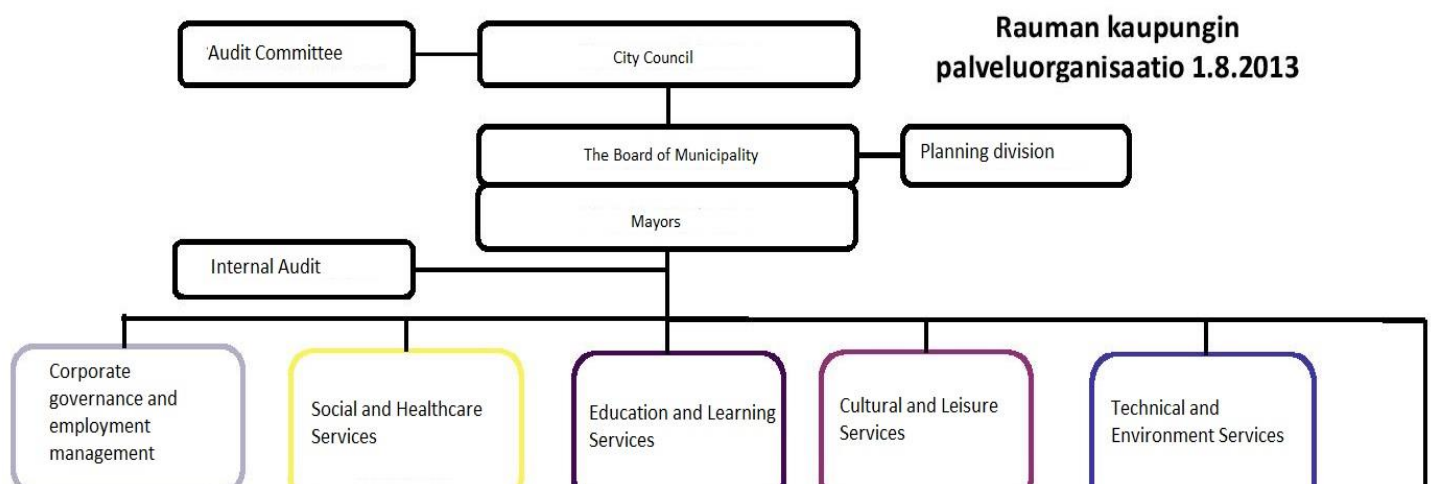 Rauman kaupungin
palveluorganisaatio 1.8.2013
Audit Committee
City Council
The Board of Municipality
Planning division
Mayors
Internal Audit
Corporate
governance and
employment
management
Social and Healthcare
Services
Education and Learning
Services
Cultural and Leisure
Services
Technical and
Environment Services